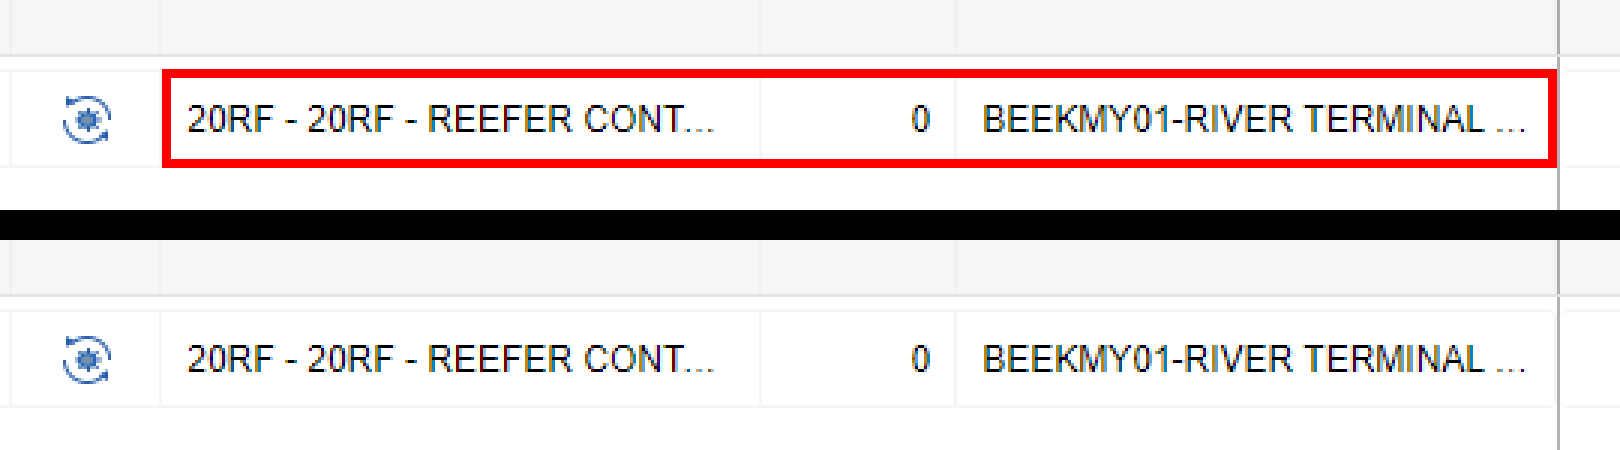 20RF - 20RF - REEFER CONT... 0 BEEKMY01-RIVER TERMINAL ...
20RF - 20RF - REEFER CONT... 0 BEEKMY01-RIVER TERMINAL ...